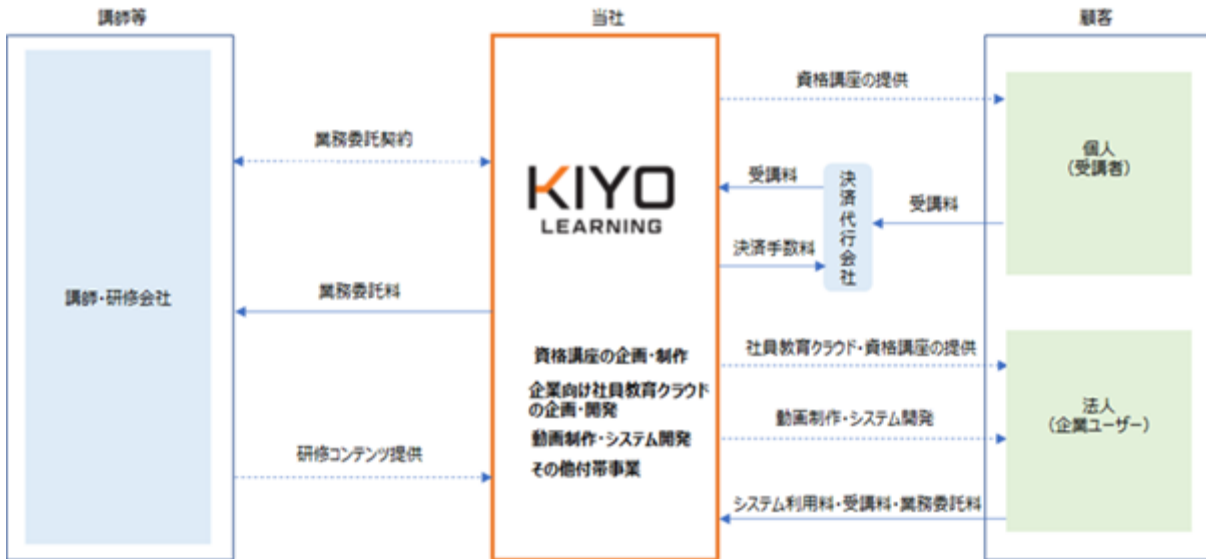 講師等
当社
顧客
講師・研修会社
業務委託契約
業務委託料
研修コンテンツ提供
KIYO
LEARNING
資格講座の企画・制作
企業向け社員教育クラウド
の企画・開発
動画制作・システム開発
その他付帯事業
資格講座の提供
受講料
決済手数料
決済代行会社
受講料
社員教育クラウド・資格講座の提供
動画制作・システム開発
システム利用料・受講料・業務委託料
個人
（受講者）
法人
（企業ユーザー）